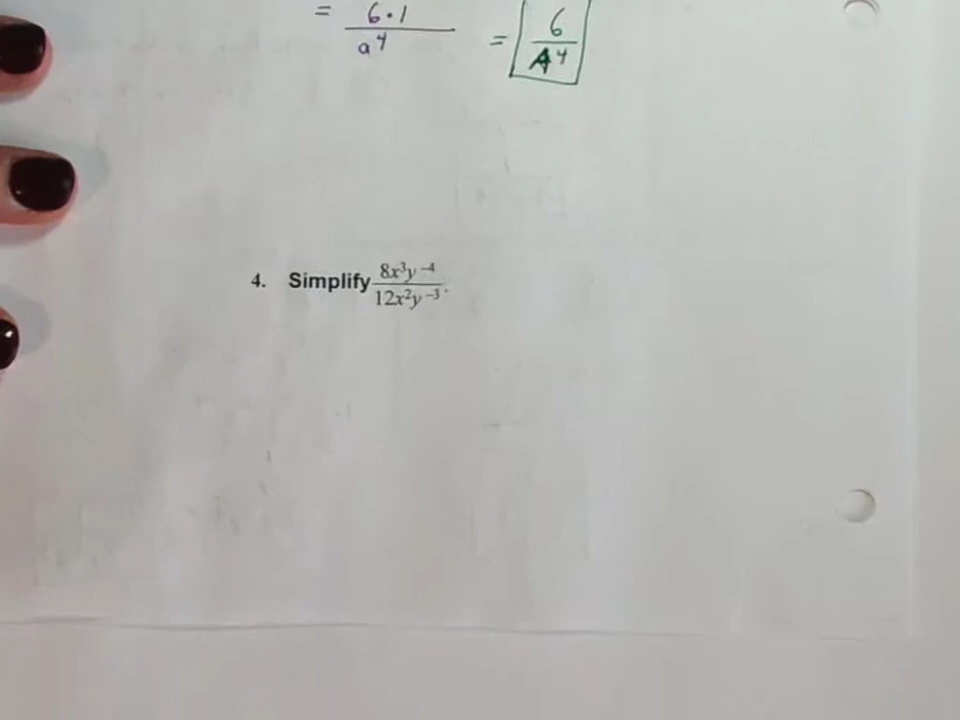 = 6·1 / a⁴ = 6 / A⁴
4. Simplify 8x³y⁻⁴ / 12x²y⁻³.